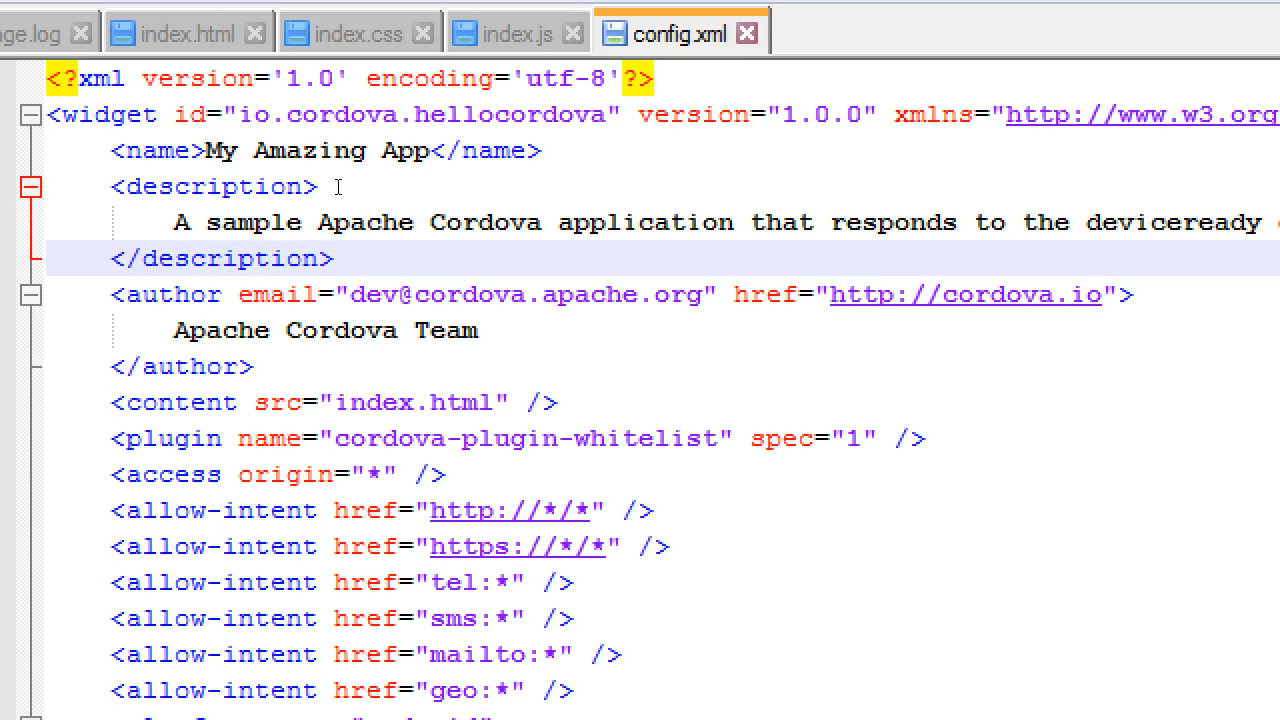 ge.log index.html index.css index.js config.xml
<?xml version='1.0' encoding='utf-8'?>
<widget id="io.cordova.hellocordova" version="1.0.0" xmlns="http://www.w3.org
<name>My Amazing App</name>
<description>
A sample Apache Cordova application that responds to the deviceready
</description>
<author email="dev@cordova.apache.org" href="http://cordova.io">
Apache Cordova Team
</author>
<content src="index.html" />
<plugin name="cordova-plugin-whitelist" spec="1" />
<access origin="*" />
<allow-intent href="http://*/*" />
<allow-intent href="https://*/*" />
<allow-intent href="tel:*" />
<allow-intent href="sms:*" />
<allow-intent href="mailto:*" />
<allow-intent href="geo:*" />